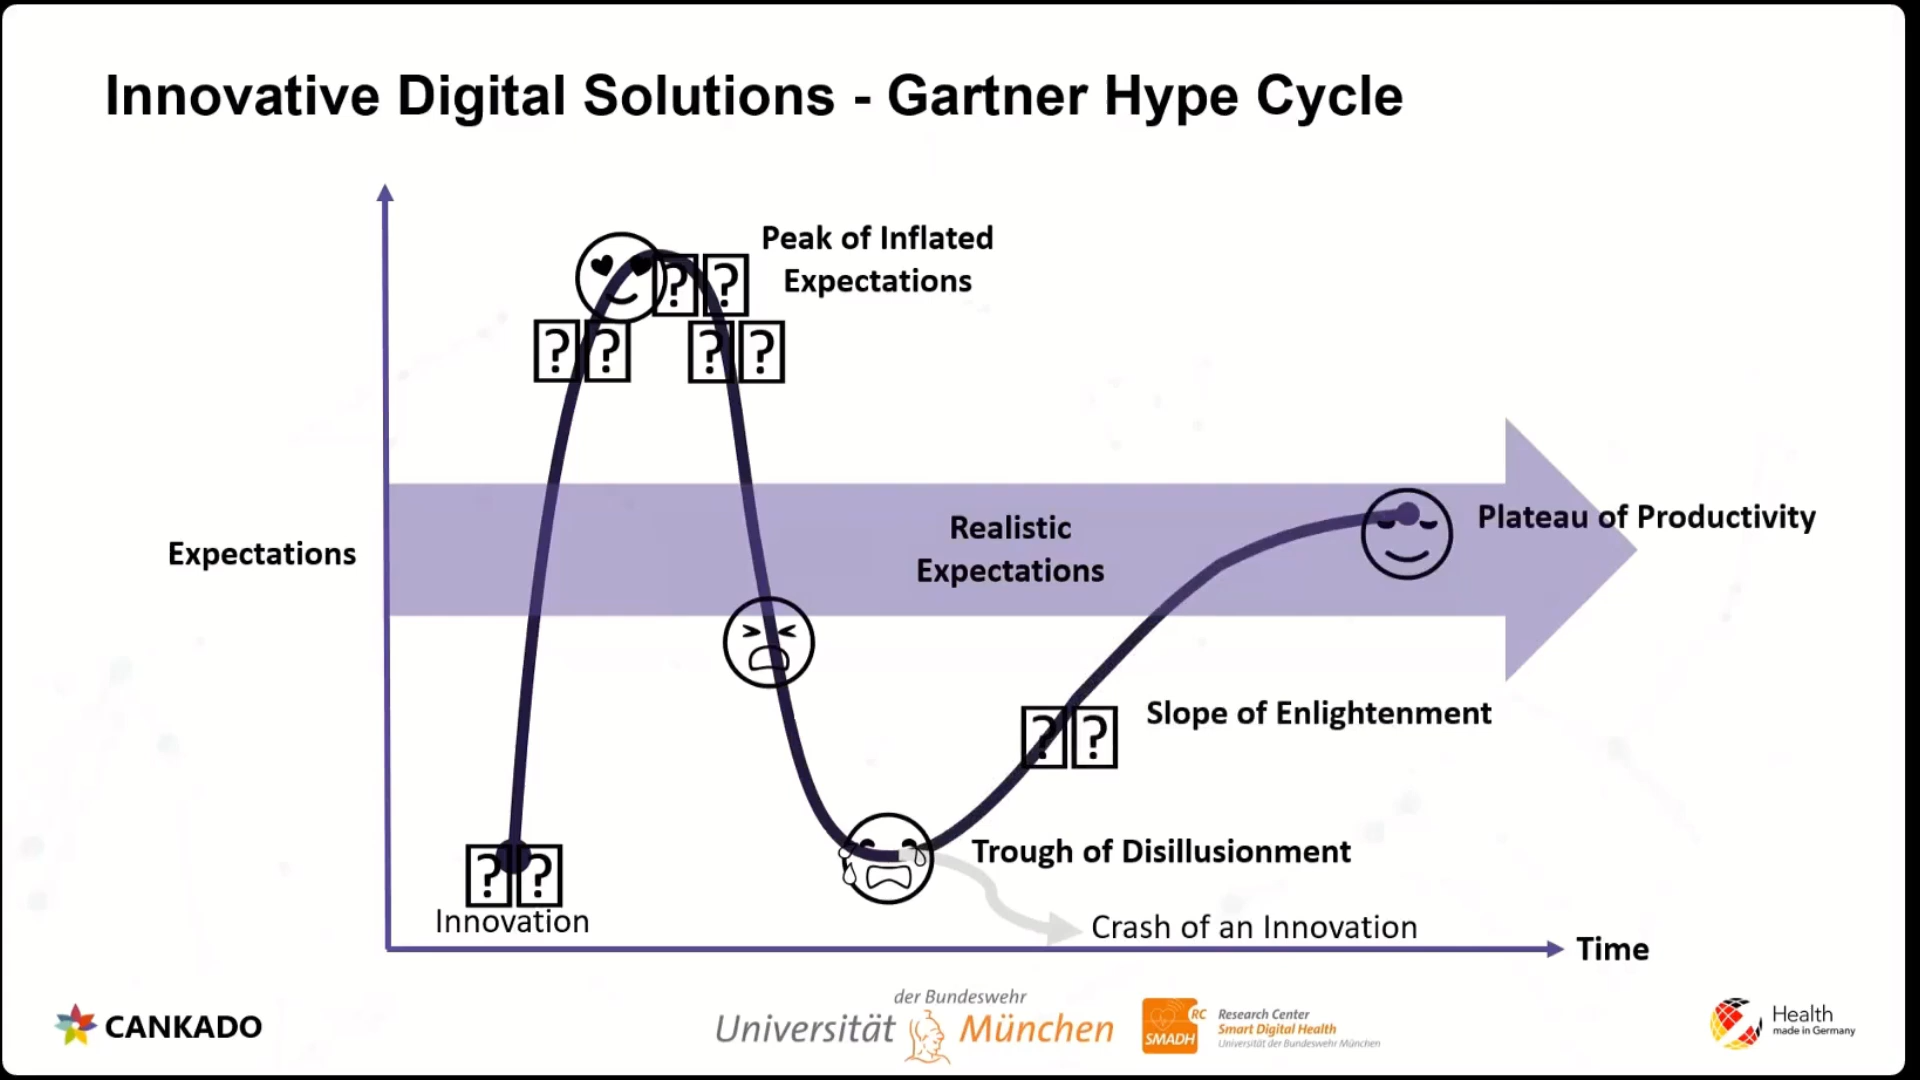 Innovative Digital Solutions - Gartner Hype Cycle
Peak of Inflated
Expectations
Realistic
Expectations
Plateau of Productivity
Expectations
Slope of Enlightenment
Trough of Disillusionment
Innovation
Crash of an Innovation
Time
CANKADO
der Bundeswehr
Universität München
RC
SMADH
Research Center
Smart Digital Health
Universität der Bundeswehr München
Health
made in Germany